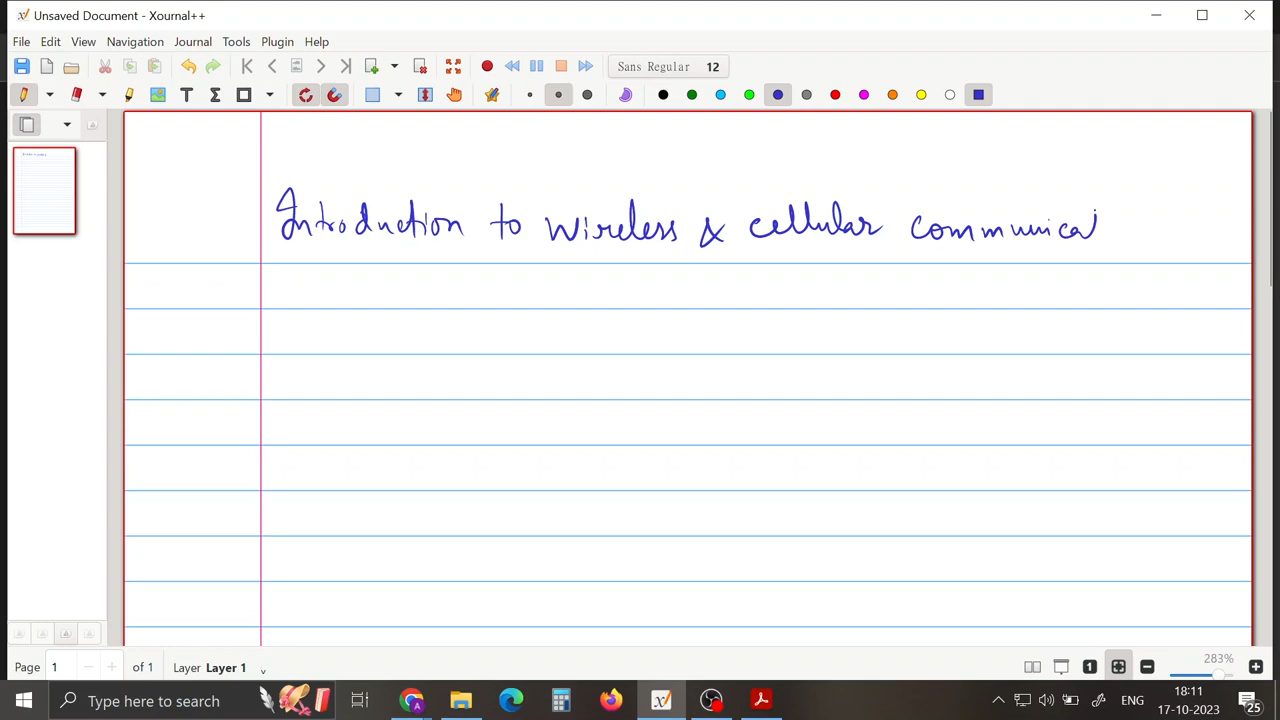 Unsaved Document - Xournal++
File Edit View Navigation Journal Tools Plugin Help
Sans Regular 12
Introduction to wireless & cellular communica
Page 1 of 1 Layer Layer 1
283%
Type here to search
ENG
18:11
17-10-2023
25